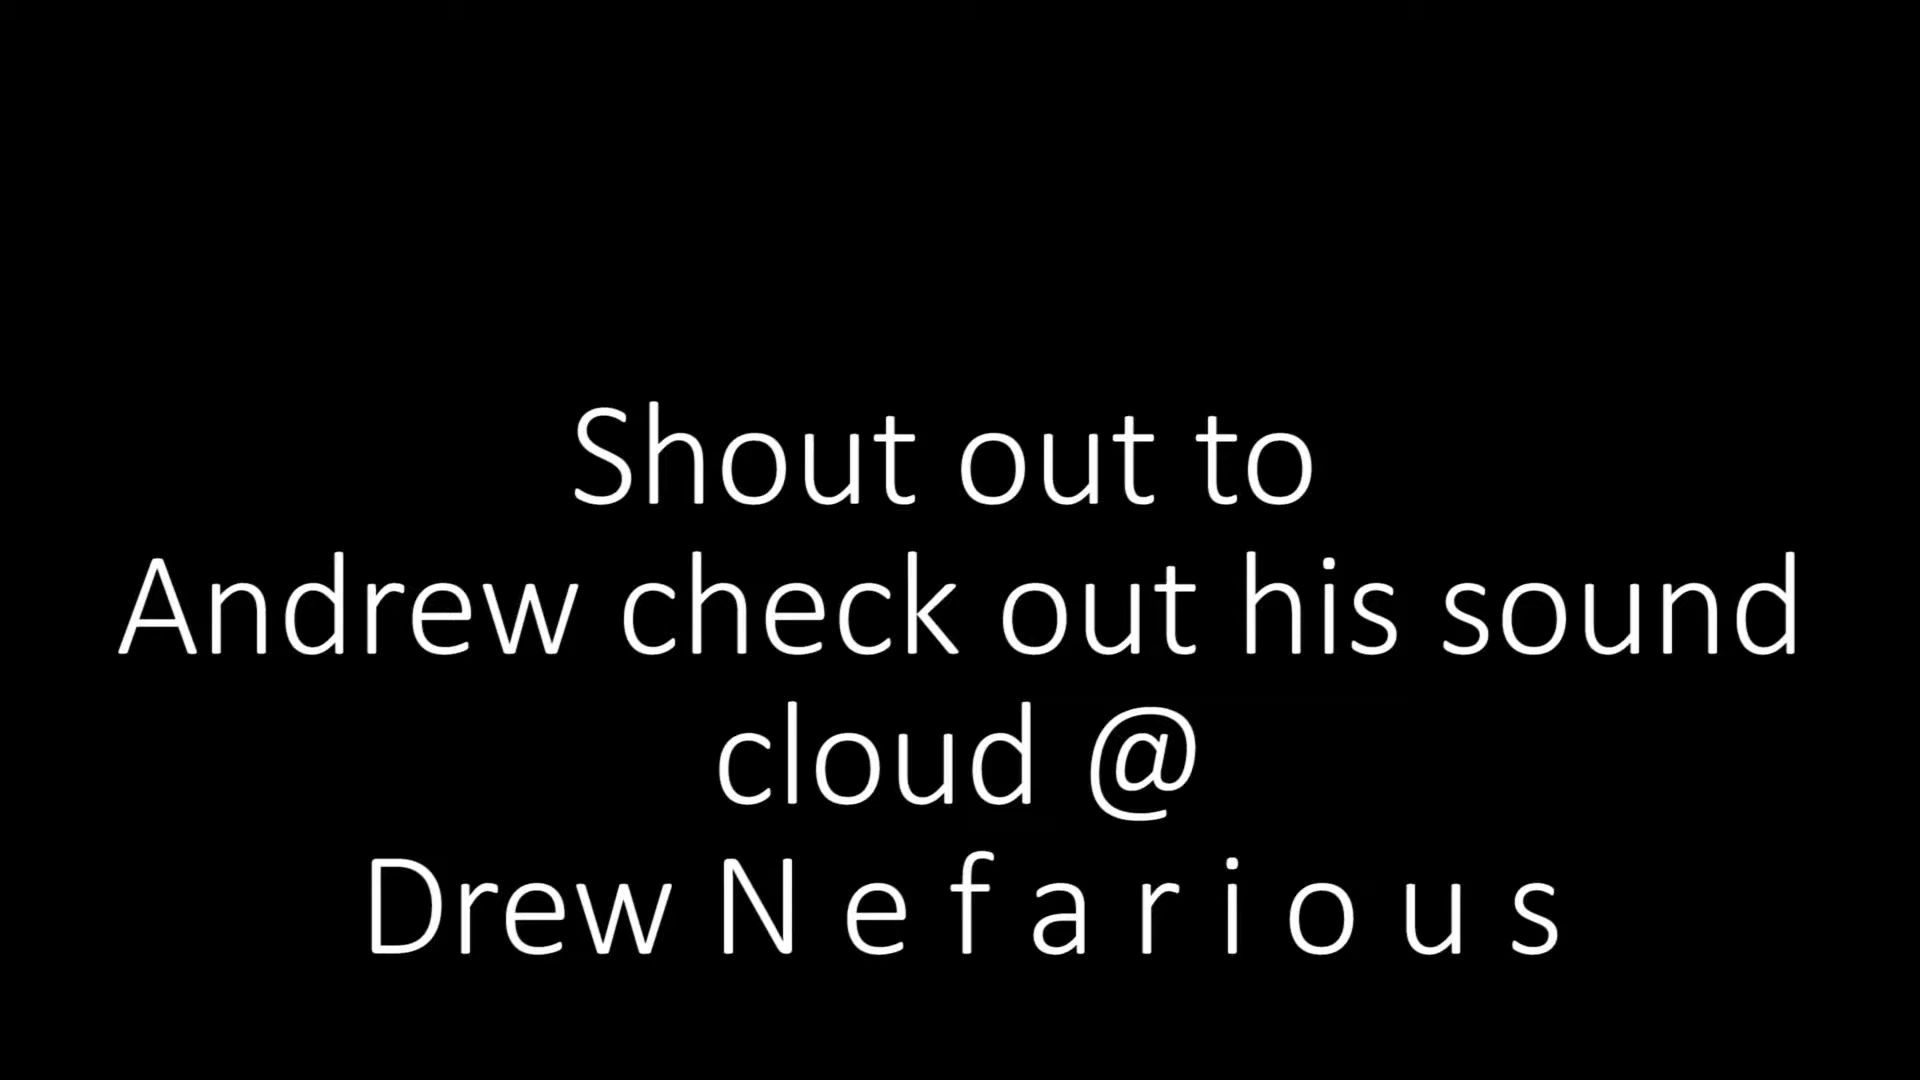 Shout out to
Andrew check out his sound
cloud @
Drew N e f a r i o u s